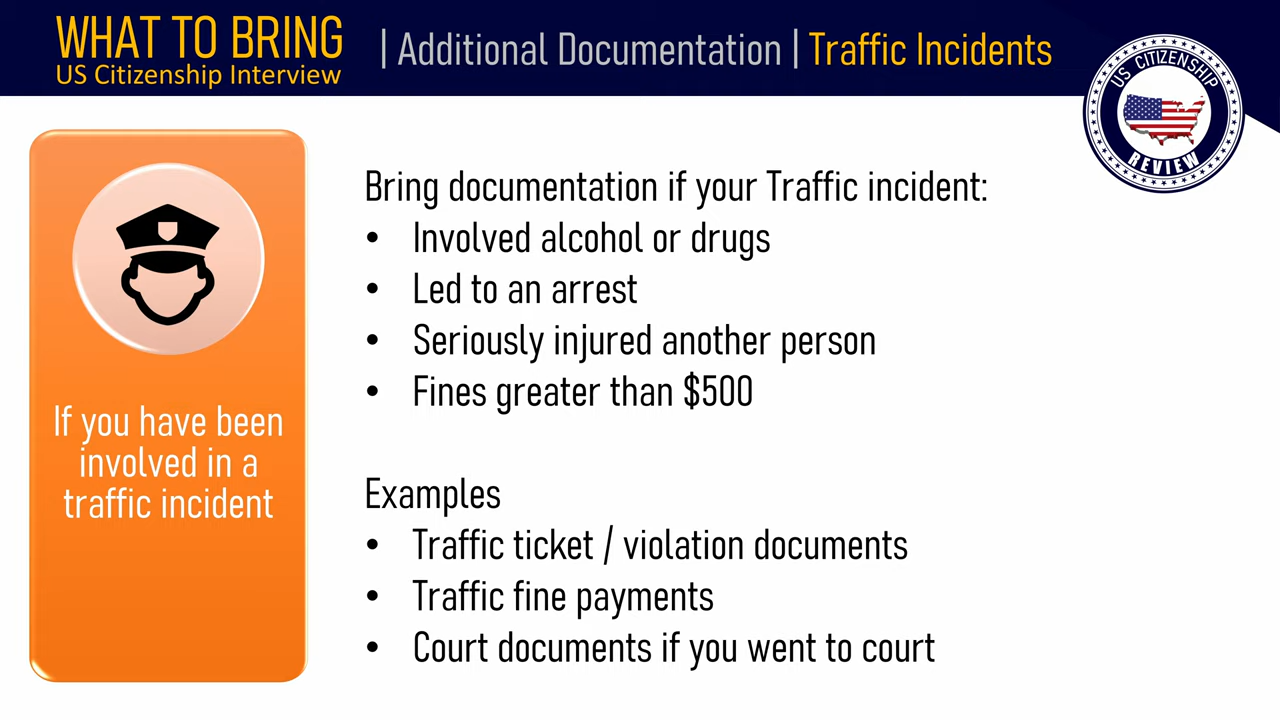 WHAT TO BRING
US Citizenship Interview
| Additional Documentation | Traffic Incidents
US CITIZENSHIP
REVIEW
If you have been
involved in a
traffic incident
Bring documentation if your Traffic incident:
• Involved alcohol or drugs
• Led to an arrest
• Seriously injured another person
• Fines greater than $500
Examples
• Traffic ticket / violation documents
• Traffic fine payments
• Court documents if you went to court